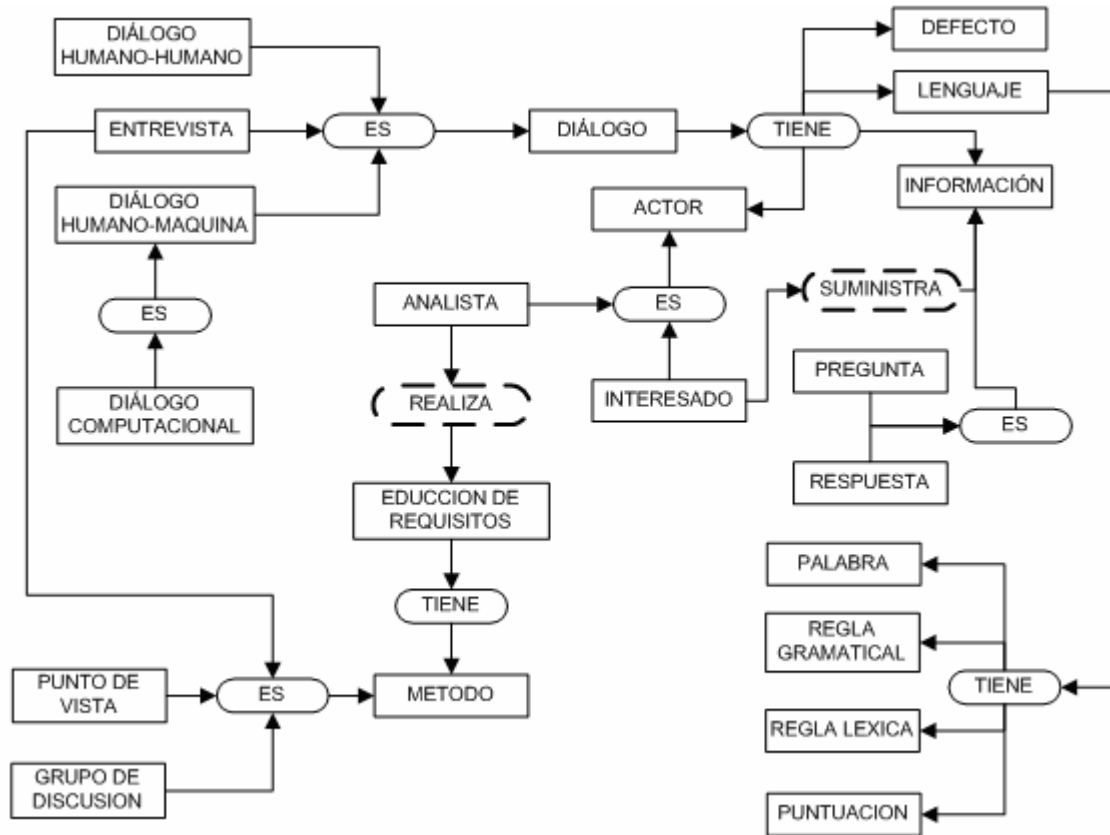 DIÁLOGO
HUMANO-HUMANO
DEFECTO
LENGUAJE
ENTREVISTA
ES
DIÁLOGO
TIENE
DIÁLOGO
HUMANO-MAQUINA
INFORMACIÓN
ACTOR
ES
ANALISTA
ES
SUMINISTRA
PREGUNTA
DIÁLOGO
COMPUTACIONAL
REALIZA
INTERESADO
ES
RESPUESTA
EDUCCION DE
REQUISITOS
PALABRA
TIENE
REGLA
GRAMATICAL
PUNTO DE
VISTA
ES
METODO
TIENE
REGLA LEXICA
GRUPO DE
DISCUSION
PUNTUACION